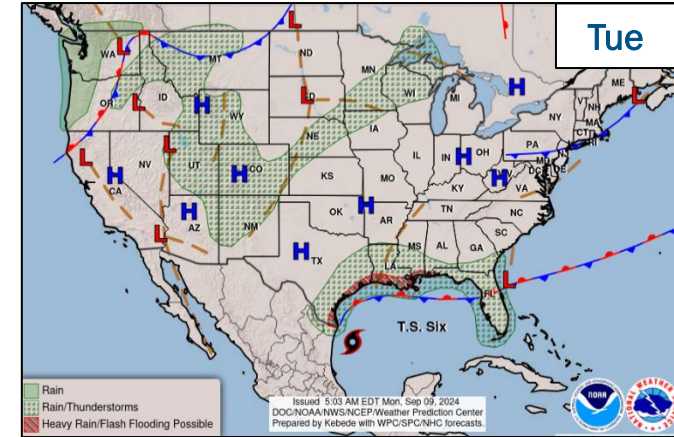 Tue
L
WA
MT
ND
MN
OR
ID
L
H
WY
L
WI
MI
H
NY
VT
NH
ME
L
MA
CT
RI
L
NV
L
UT
H
CO
NE
IA
IL
IN
H
OH
PA
NJ
MD
DE
DC
H
WV
VA
H
CA
KS
MO
KY
L
H
AZ
NM
OK
H
AR
TN
NC
SC
H
TX
LA
MS
AL
GA
L
FL
T.S. Six
Rain
Rain/Thunderstorms
Heavy Rain/Flash Flooding Possible
Issued 5:03 AM EDT Mon, Sep 09, 2024
DOC/NOAA/NWS/NCEP/Weather Prediction Center
Prepared by Kebede with WPC/SPC/NHC forecasts.
NOAA